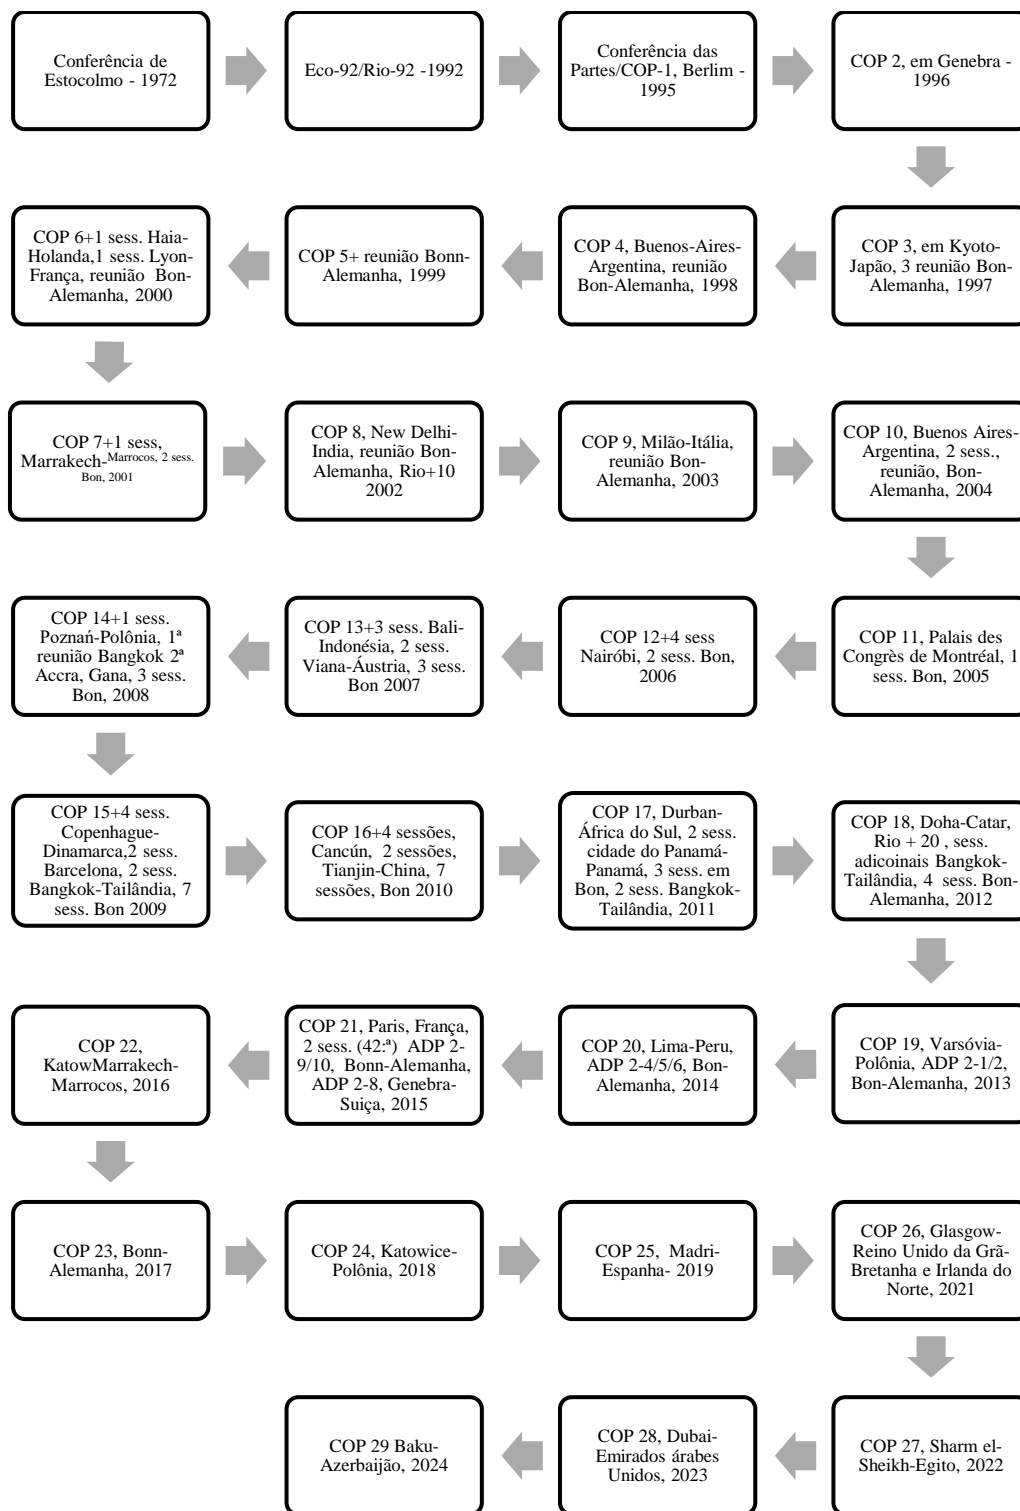 Conferência de
Estocolmo - 1972
Eco-92/Rio-92 -1992
Conferência das
Partes/COP-1, Berlim -
1995
COP 2, em Genebra -
1996
COP 3, em Kyoto-
Japão, 3 reunião Bon-
Alemanha, 1997
COP 4, Buenos-Aires-
Argentina, reunião
Bon-Alemanha, 1998
COP 5+ reunião Bonn-
Alemanha, 1999
COP 6+1 sess. Haia-
Holanda,1 sess. Lyon-
França, reunião Bon-
Alemanha, 2000
COP 7+1 sess,
Marrakech-Marrocos, 2 sess.
Bon, 2001
COP 8, New Delhi-
India, reunião Bon-
Alemanha, Rio+10
2002
COP 9, Milão-Itália,
reunião Bon-
Alemanha, 2003
COP 10, Buenos Aires-
Argentina, 2 sess.,
reunião, Bon-
Alemanha, 2004
COP 11, Palais des
Congrès de Montréal, 1
sess. Bon, 2005
COP 12+4 sess
Nairóbi, 2 sess. Bon,
2006
COP 13+3 sess. Bali-
Indonésia, 2 sess.
Viana-Áustria, 3 sess.
Bon 2007
COP 14+1 sess.
Poznań-Polônia, 1ª
reunião Bangkok 2ª
Accra, Gana, 3 sess.
Bon, 2008
COP 15+4 sess.
Copenhague-
Dinamarca,2 sess.
Barcelona, 2 sess.
Bangkok-Tailândia, 7
sess. Bon 2009
COP 16+4 sessões,
Cancún, 2 sessões,
Tianjin-China, 7
sessões, Bon 2010
COP 17, Durban-
África do Sul, 2 sess.
cidade do Panamá-
Panamá, 3 sess. em
Bon, 2 sess. Bangkok-
Tailândia, 2011
COP 18, Doha-Catar,
Rio + 20 , sess.
adicoinais Bangkok-
Tailândia, 4 sess. Bon-
Alemanha, 2012
COP 19, Varsóvia-
Polônia, ADP 2-1/2,
Bon-Alemanha, 2013
COP 20, Lima-Peru,
ADP 2-4/5/6, Bon-
Alemanha, 2014
COP 21, Paris, França,
2 sess. (42:ª) ADP 2-
9/10, Bonn-Alemanha,
ADP 2-8, Genebra-
Suiça, 2015
COP 22,
KatowMarrakech-
Marrocos, 2016
COP 23, Bonn-
Alemanha, 2017
COP 24, Katowice-
Polônia, 2018
COP 25, Madri-
Espanha- 2019
COP 26, Glasgow-
Reino Unido da Grã-
Bretanha e Irlanda do
Norte, 2021
COP 27, Sharm el-
Sheikh-Egito, 2022
COP 28, Dubai-
Emirados árabes
Unidos, 2023
COP 29 Baku-
Azerbaijão, 2024